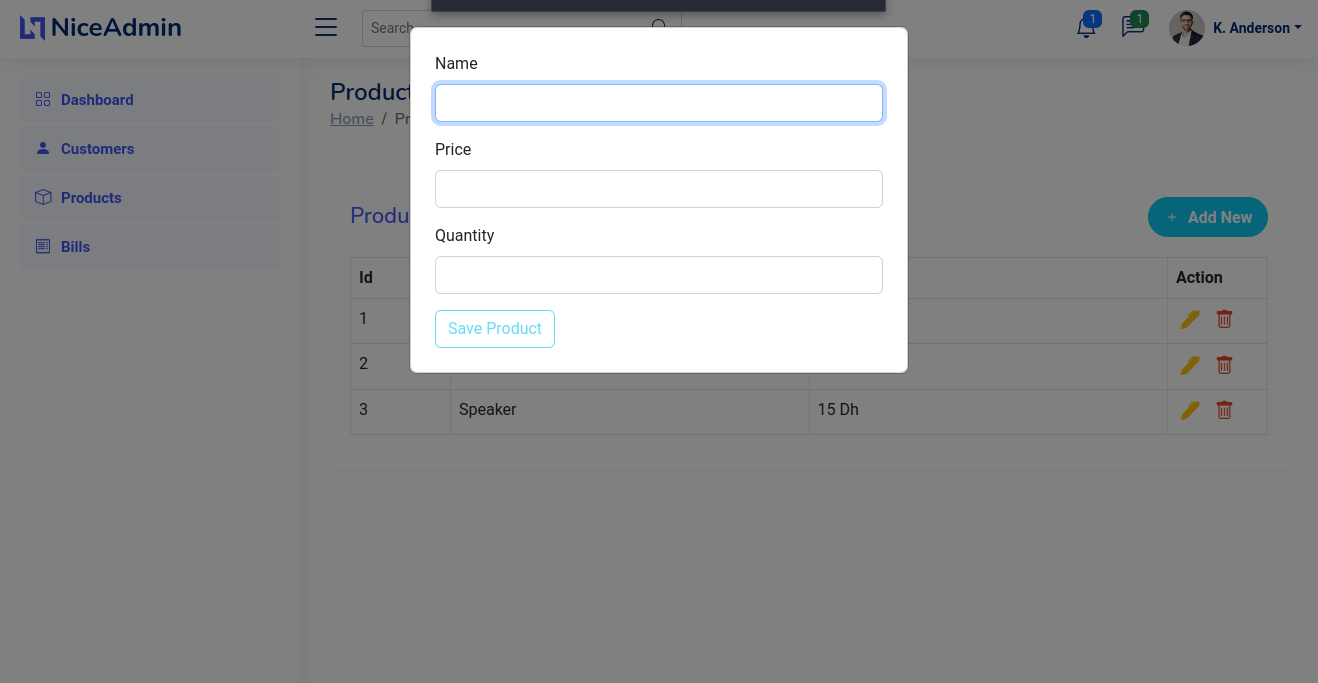 NiceAdmin
Search
1
1
K. Anderson
Name
Price
Quantity
Save Product
Dashboard
Customers
Products
Bills
Product
Home / Pr
Produ
+ Add New
Id Action
1
2
3 Speaker 15 Dh